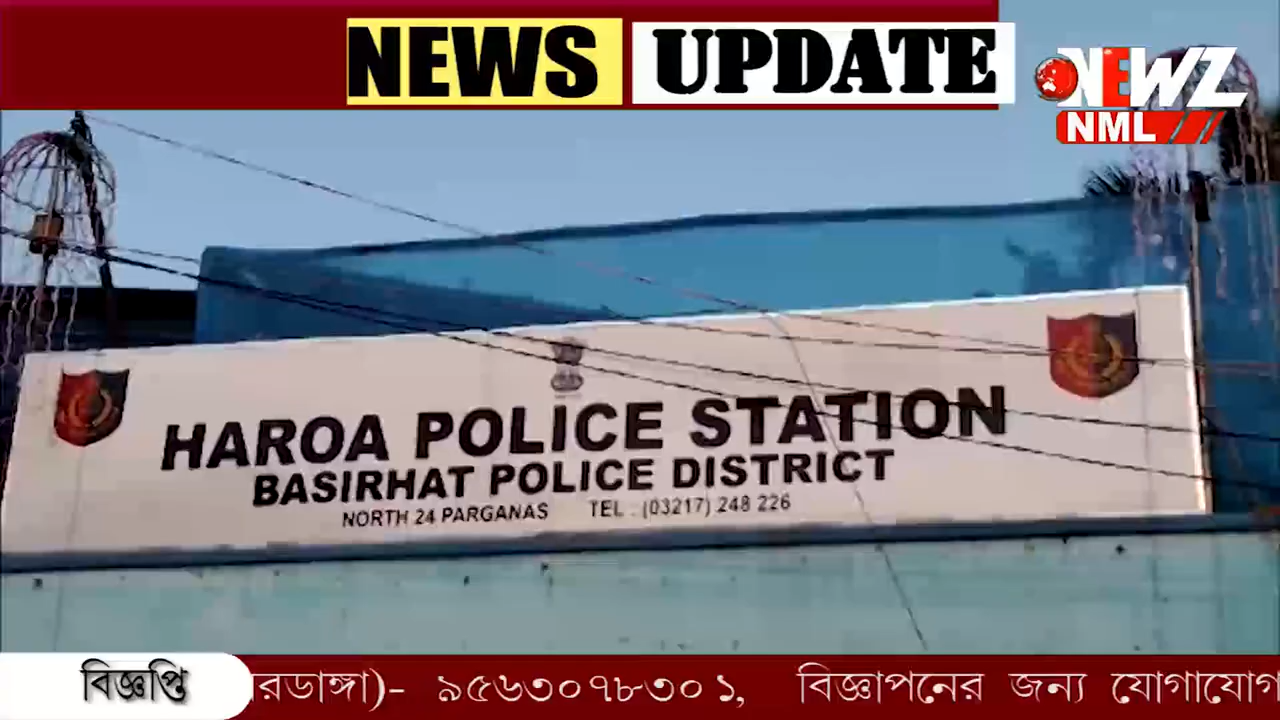 NEWS UPDATE
NEWZ
NML
HAROA POLICE STATION
BASIRHAT POLICE DISTRICT
NORTH 24 PARGANAS TEL : (03217) 248 226
বিজ্ঞপ্তি
রডাঙ্গা)- ৯৫৬৩০৭৮৩০১, বিজ্ঞাপনের জন্য যোগাযোগ